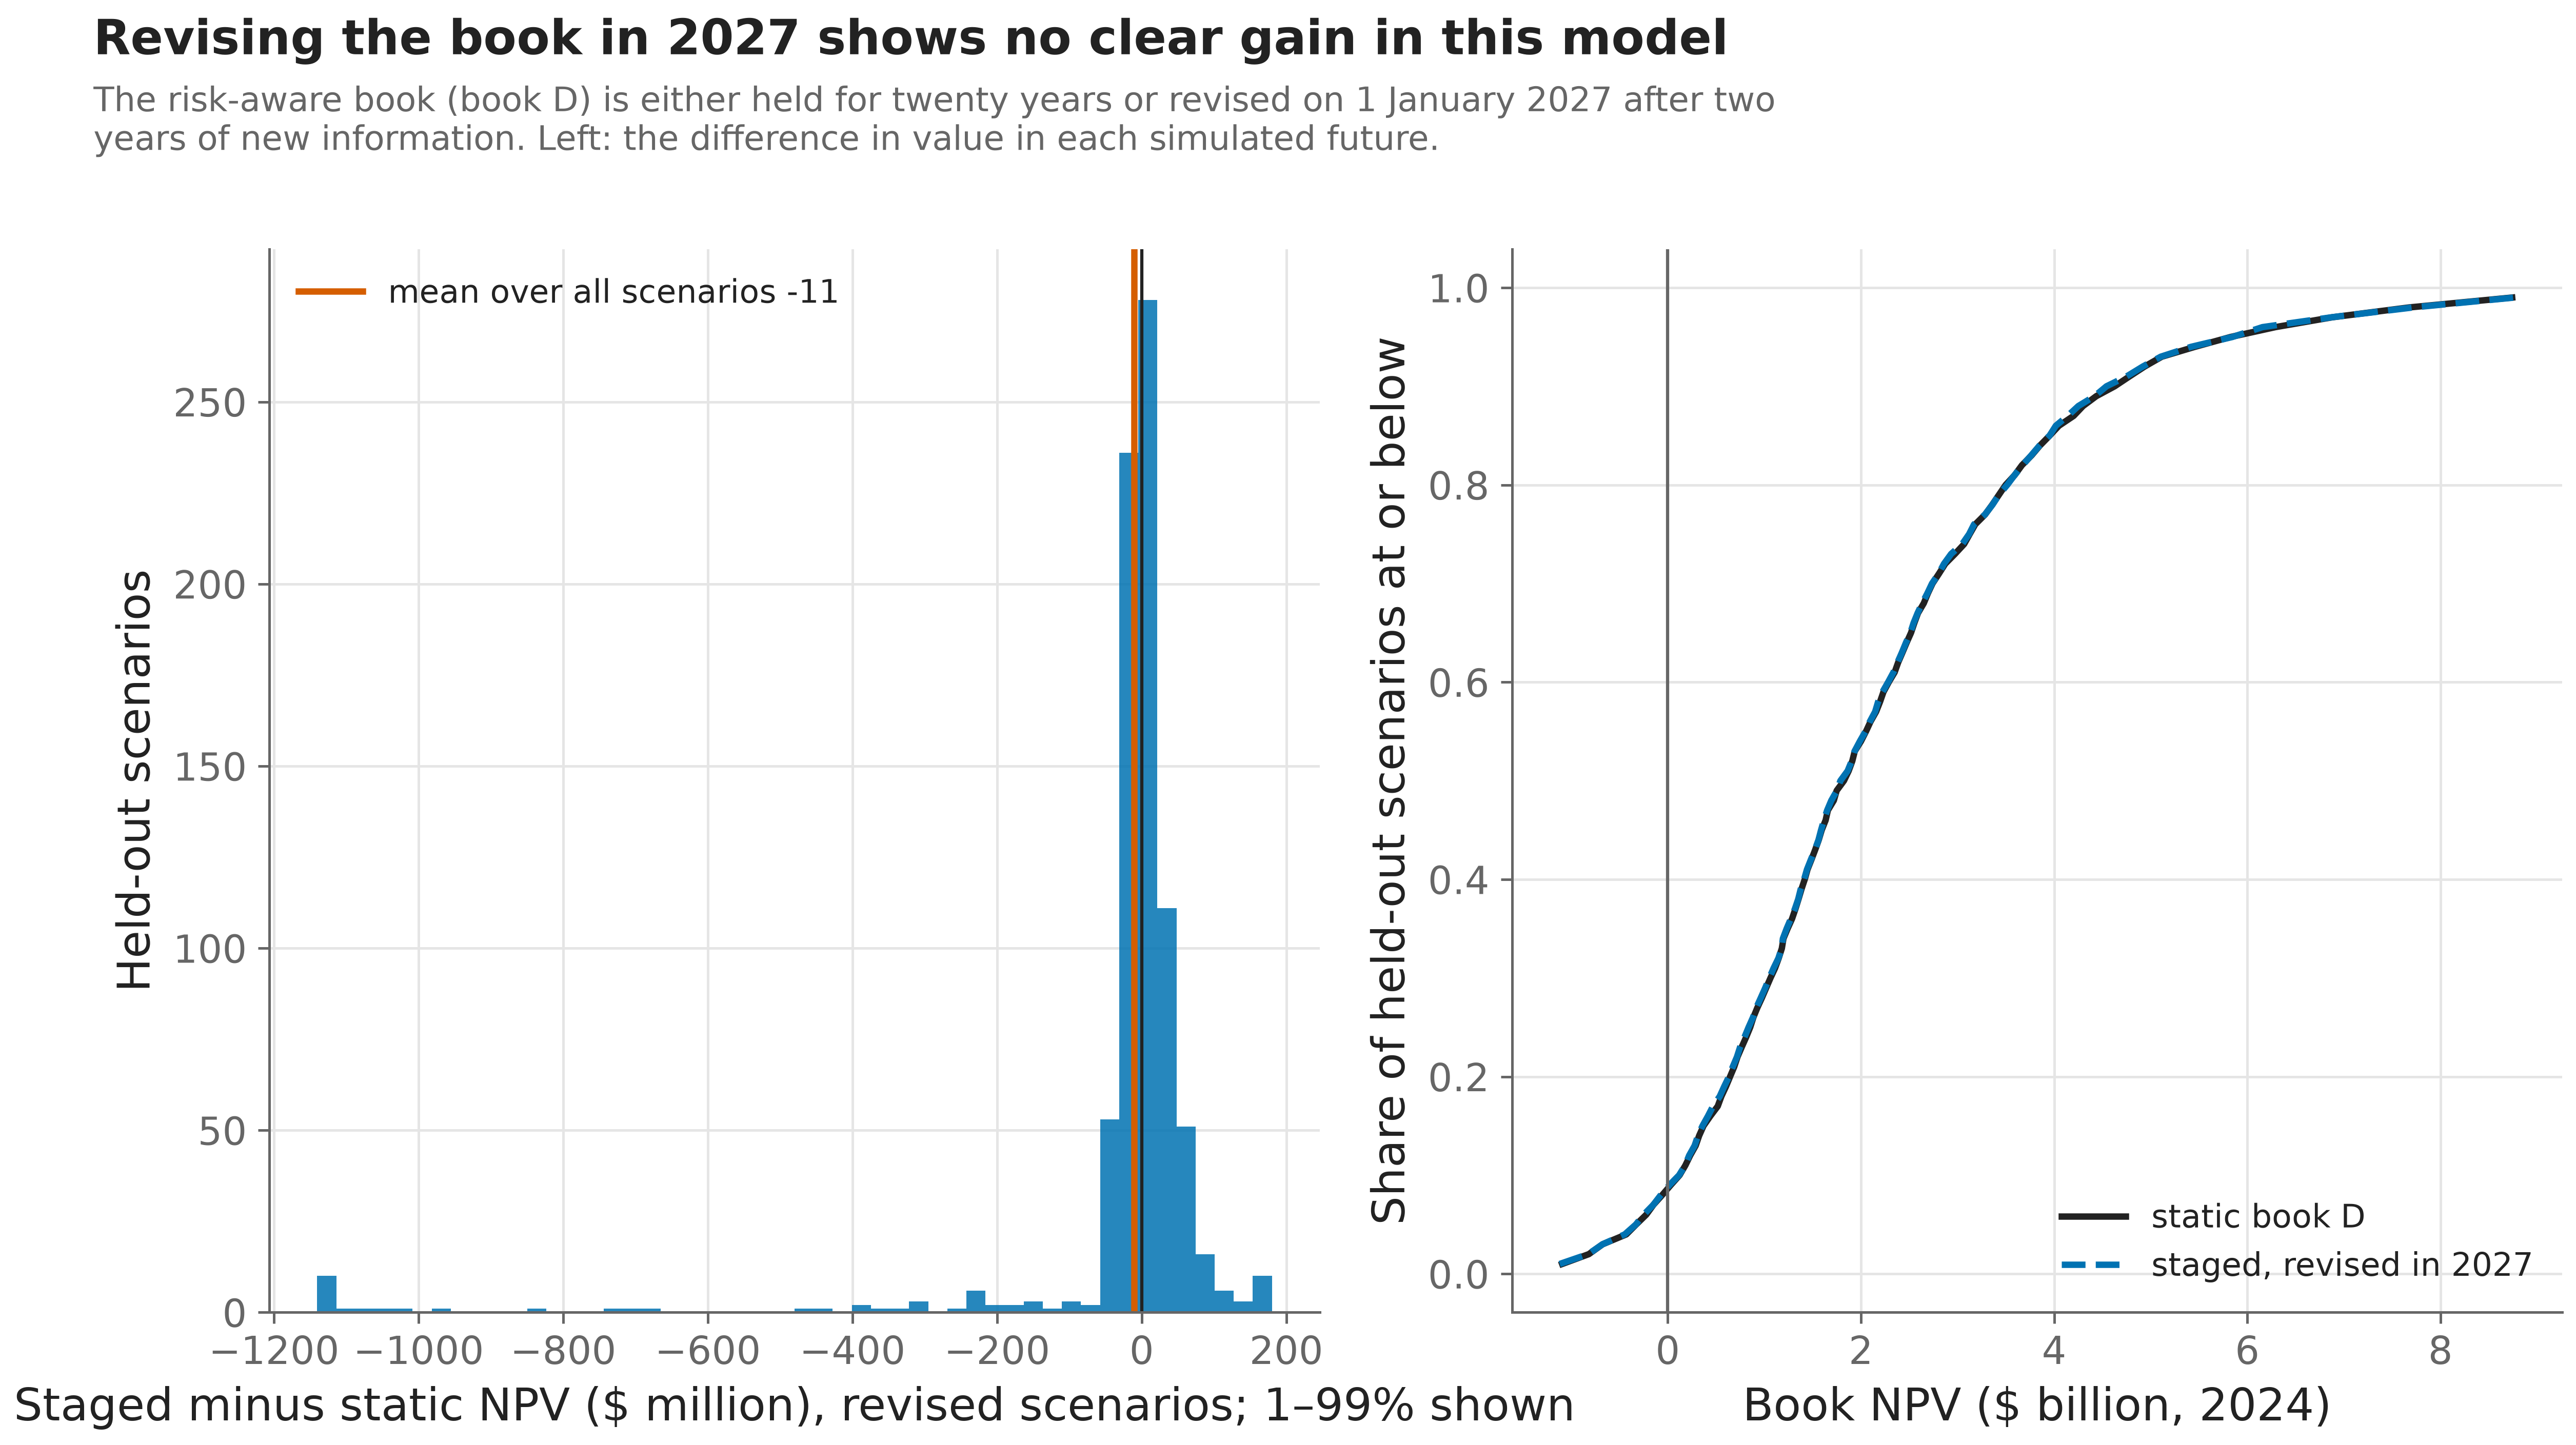 Revising the book in 2027 shows no clear gain in this model
The risk-aware book (book D) is either held for twenty years or revised on 1 January 2027 after two
years of new information. Left: the difference in value in each simulated future.
mean over all scenarios -11
Held-out scenarios
250
200
150
100
50
0
−1200
−1000
−800
−600
−400
−200
0
200
Staged minus static NPV ($ million), revised scenarios; 1–99% shown
Share of held-out scenarios at or below
1.0
0.8
0.6
0.4
0.2
0.0
static book D
staged, revised in 2027
0
2
4
6
8
Book NPV ($ billion, 2024)